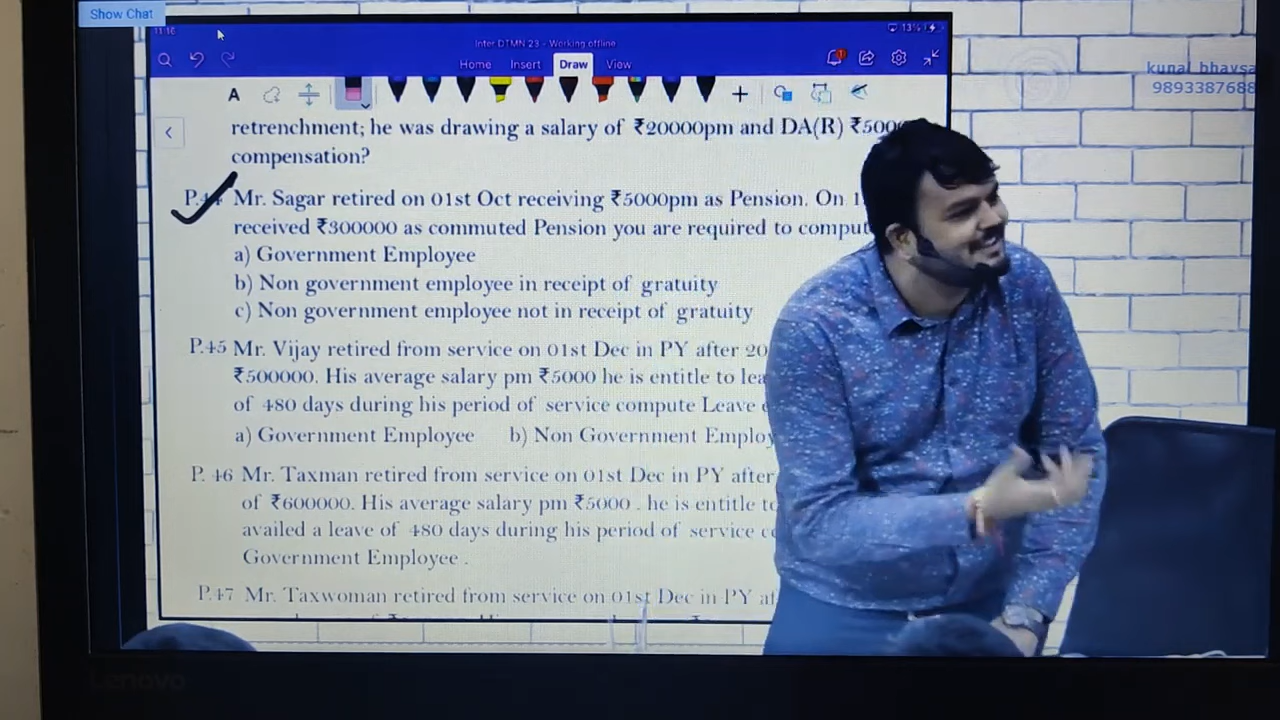 Show Chat
11:16
13%
Inter DTMN 23 - Working offline
Home Insert Draw View
kunal bhavsa
9893387688
A
retrenchment; he was drawing a salary of ₹20000pm and DA(R)
compensation?
Mr. Sagar retired on 01st Oct receiving ₹5000pm as Pension. On
received ₹300000 as commuted Pension you are required to comput
a) Government Employee
b) Non government employee in receipt of gratuity
c) Non government employee not in receipt of gratuity
P.45 Mr. Vijay retired from service on 01st Dec in PY after 20
₹500000. His average salary pm ₹5000 he is entitle to lea
of 480 days during his period of service compute Leave
a) Government Employee b) Non Government Employ
P. 46 Mr. Taxman retired from service on 01st Dec in PY after
of ₹600000. His average salary pm ₹5000 . he is entitle to
availed a leave of 480 days during his period of service
Government Employee .
P.47 Mr. Taxwoman retired from service on 01st Dec in PY
Lenovo